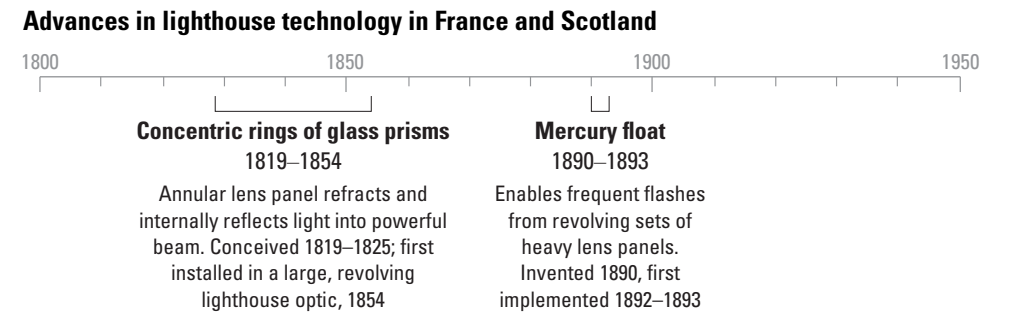 Advances in lighthouse technology in France and Scotland
1800 1850 1900 1950
Concentric rings of glass prisms
1819–1854
Annular lens panel refracts and
internally reflects light into powerful
beam. Conceived 1819–1825; first
installed in a large, revolving
lighthouse optic, 1854
Mercury float
1890–1893
Enables frequent flashes
from revolving sets of
heavy lens panels.
Invented 1890, first
implemented 1892–1893